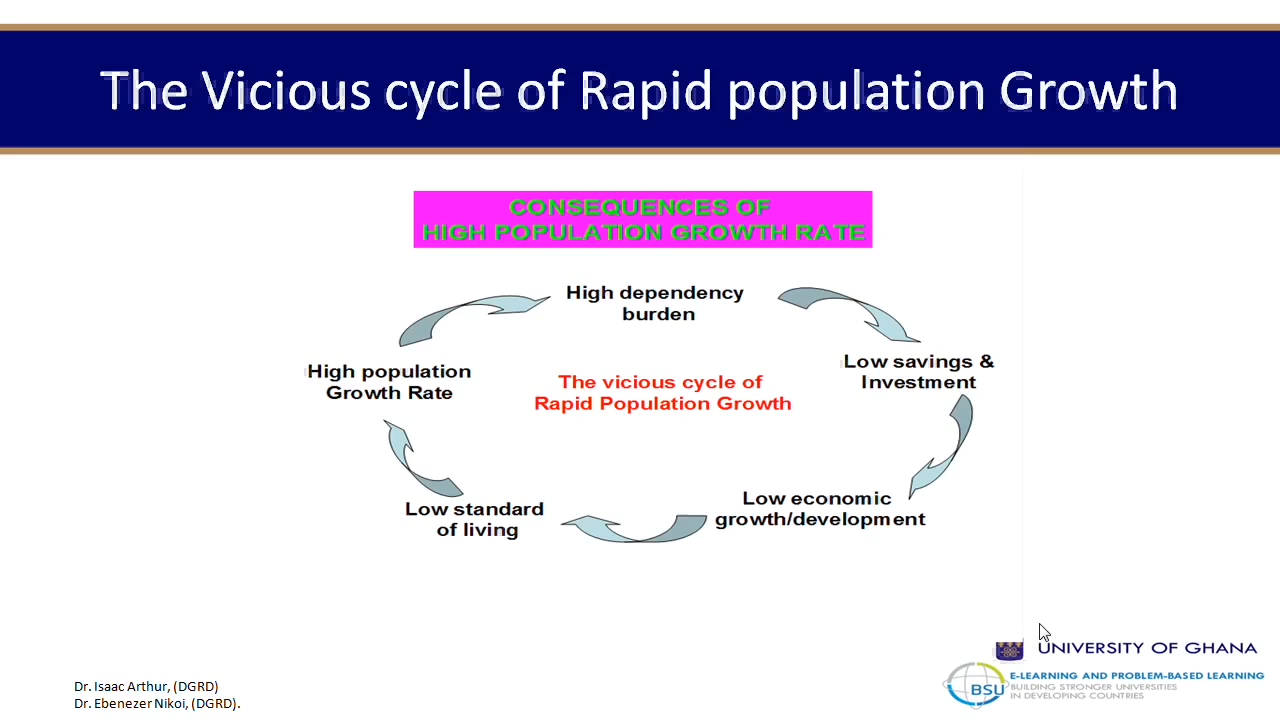 The Vicious cycle of Rapid population Growth
CONSEQUENCES OF
HIGH POPULATION GROWTH RATE
High dependency
burden
Low savings &
Investment
High population
Growth Rate
The vicious cycle of
Rapid Population Growth
Low economic
growth/development
Low standard
of living
UNIVERSITY OF GHANA
BSU
E-LEARNING AND PROBLEM-BASED LEARNING
BUILDING STRONGER UNIVERSITIES
IN DEVELOPING COUNTRIES
Dr. Isaac Arthur, (DGRD)
Dr. Ebenezer Nikoi, (DGRD).